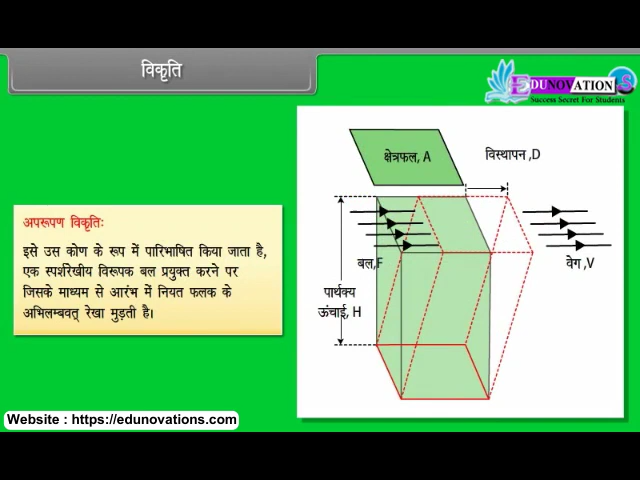 विकृति
EDUNOVATIONS
Success Secret For Students
क्षेत्रफल, A
विस्थापन ,D
अपरूपण विकृतिः
इसे उस कोण के रूप में पारिभाषित किया जाता है,
एक स्पर्शरेखीय विरूपक बल प्रयुक्त करने पर
जिसके माध्यम से आरंभ में नियत फलक के
अभिलम्बवत् रेखा मुड़ती है।
बल,F
वेग ,V
पार्थक्य
ऊंचाई, H
Website : https://edunovations.com